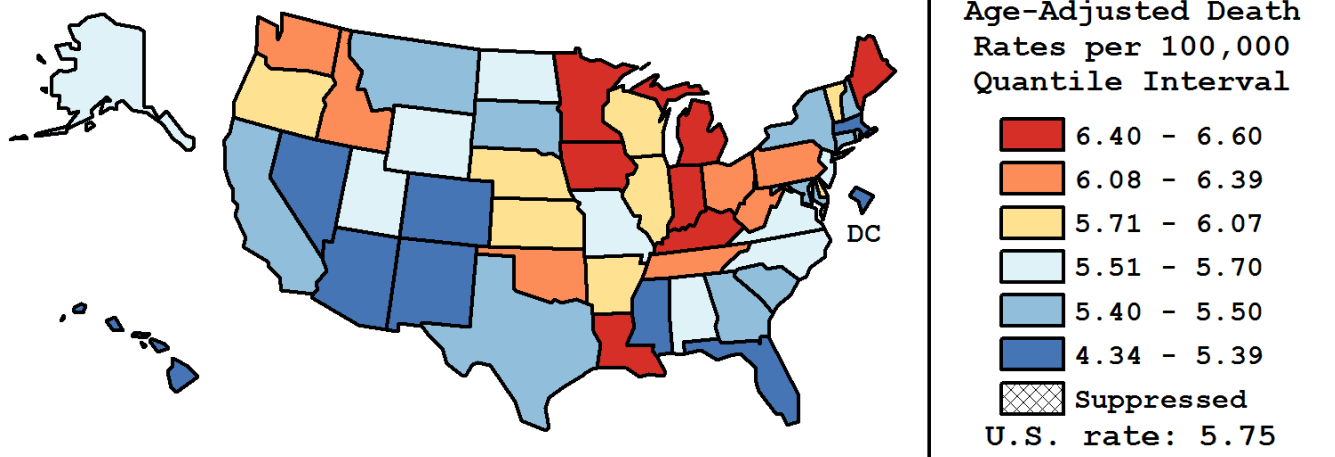 Age-Adjusted Death
Rates per 100,000
Quantile Interval
6.40 - 6.60
6.08 - 6.39
5.71 - 6.07
5.51 - 5.70
5.40 - 5.50
4.34 - 5.39
Suppressed
U.S. rate: 5.75
DC